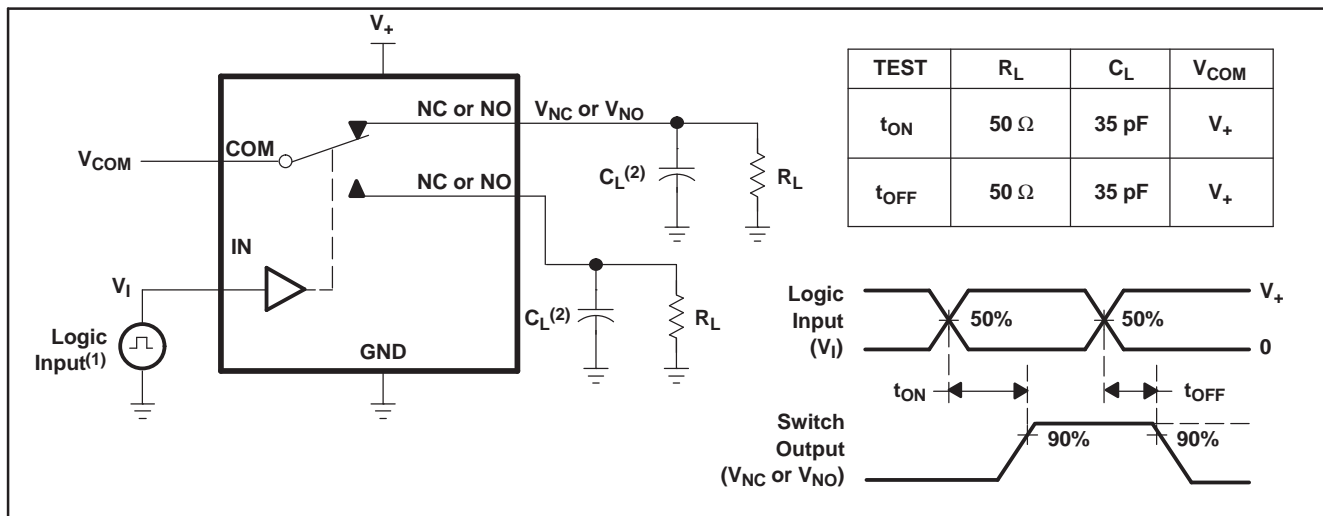 V+
NC or NO
VNC or VNO
VCOM
COM
CL(2)
RL
NC or NO
IN
VI
CL(2)
RL
Logic
Input(1)
GND
TEST RL CL VCOM
tON 50 Ω 35 pF V+
tOFF 50 Ω 35 pF V+
Logic
Input
(VI)
50%
50%
V+
0
tON
tOFF
Switch
Output
(VNC or VNO)
90%
90%